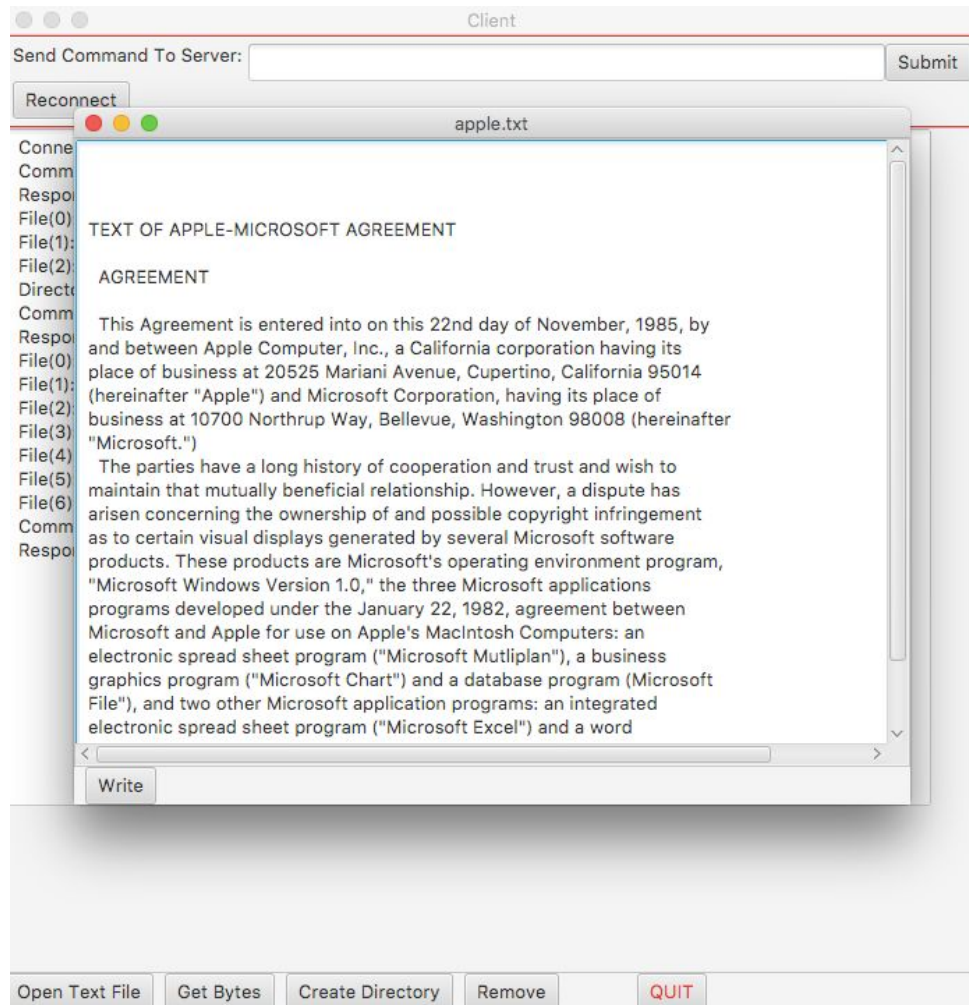 Client
Send Command To Server:
Submit
Reconnect
apple.txt
Conne
Comm
Respo
File(0)
File(1):
File(2)
Directo
Comm
Respo
File(0)
File(1):
File(2)
File(3)
File(4)
File(5)
File(6)
Comm
Respo
TEXT OF APPLE-MICROSOFT AGREEMENT
AGREEMENT
This Agreement is entered into on this 22nd day of November, 1985, by
and between Apple Computer, Inc., a California corporation having its
place of business at 20525 Mariani Avenue, Cupertino, California 95014
(hereinafter "Apple") and Microsoft Corporation, having its place of
business at 10700 Northrup Way, Bellevue, Washington 98008 (hereinafter
"Microsoft.")
The parties have a long history of cooperation and trust and wish to
maintain that mutually beneficial relationship. However, a dispute has
arisen concerning the ownership of and possible copyright infringement
as to certain visual displays generated by several Microsoft software
products. These products are Microsoft's operating environment program,
"Microsoft Windows Version 1.0," the three Microsoft applications
programs developed under the January 22, 1982, agreement between
Microsoft and Apple for use on Apple's MacIntosh Computers: an
electronic spread sheet program ("Microsoft Mutliplan"), a business
graphics program ("Microsoft Chart") and a database program (Microsoft
File"), and two other Microsoft application programs: an integrated
electronic spread sheet program ("Microsoft Excel") and a word
Write
Open Text File
Get Bytes
Create Directory
Remove
QUIT